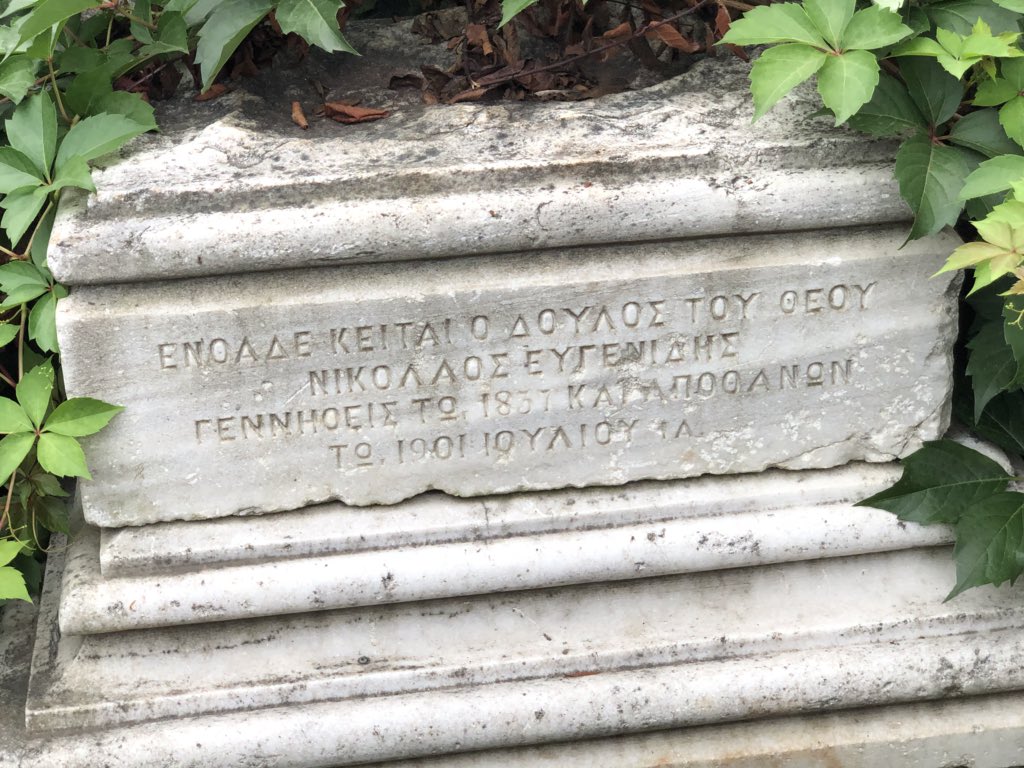 ΕΝΘΑΔΕ ΚΕΙΤΑΙ Ο ΔΟΥΛΟΣ ΤΟΥ ΘΕΟΥ
ΝΙΚΟΛΑΟΣ ΕΥΓΕΝΙΔΗΣ
ΓΕΝΝΗΘΕΙΣ ΤΩ, 1837 ΚΑΙ ΑΠΟΘΑΝΩΝ
ΤΩ, 1901 ΙΟΥΛΙΟΥ 1Α.